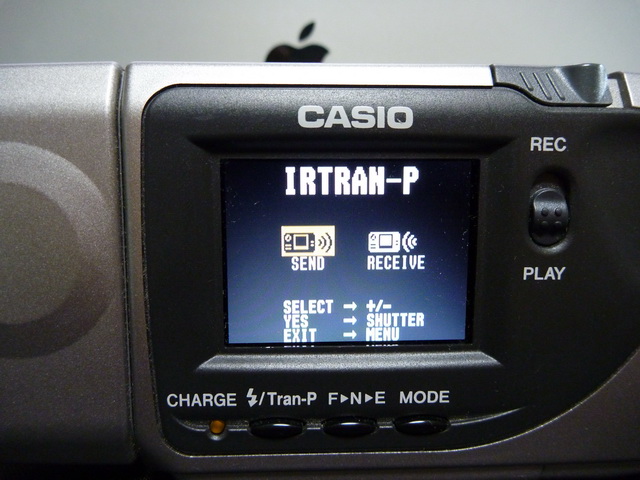 CASIO
REC
IRTRAN-P
SEND RECEIVE
PLAY
SELECT → +/−
YES → SHUTTER
EXIT → MENU
CHARGE ⚡/Tran-P F▶N▶E MODE